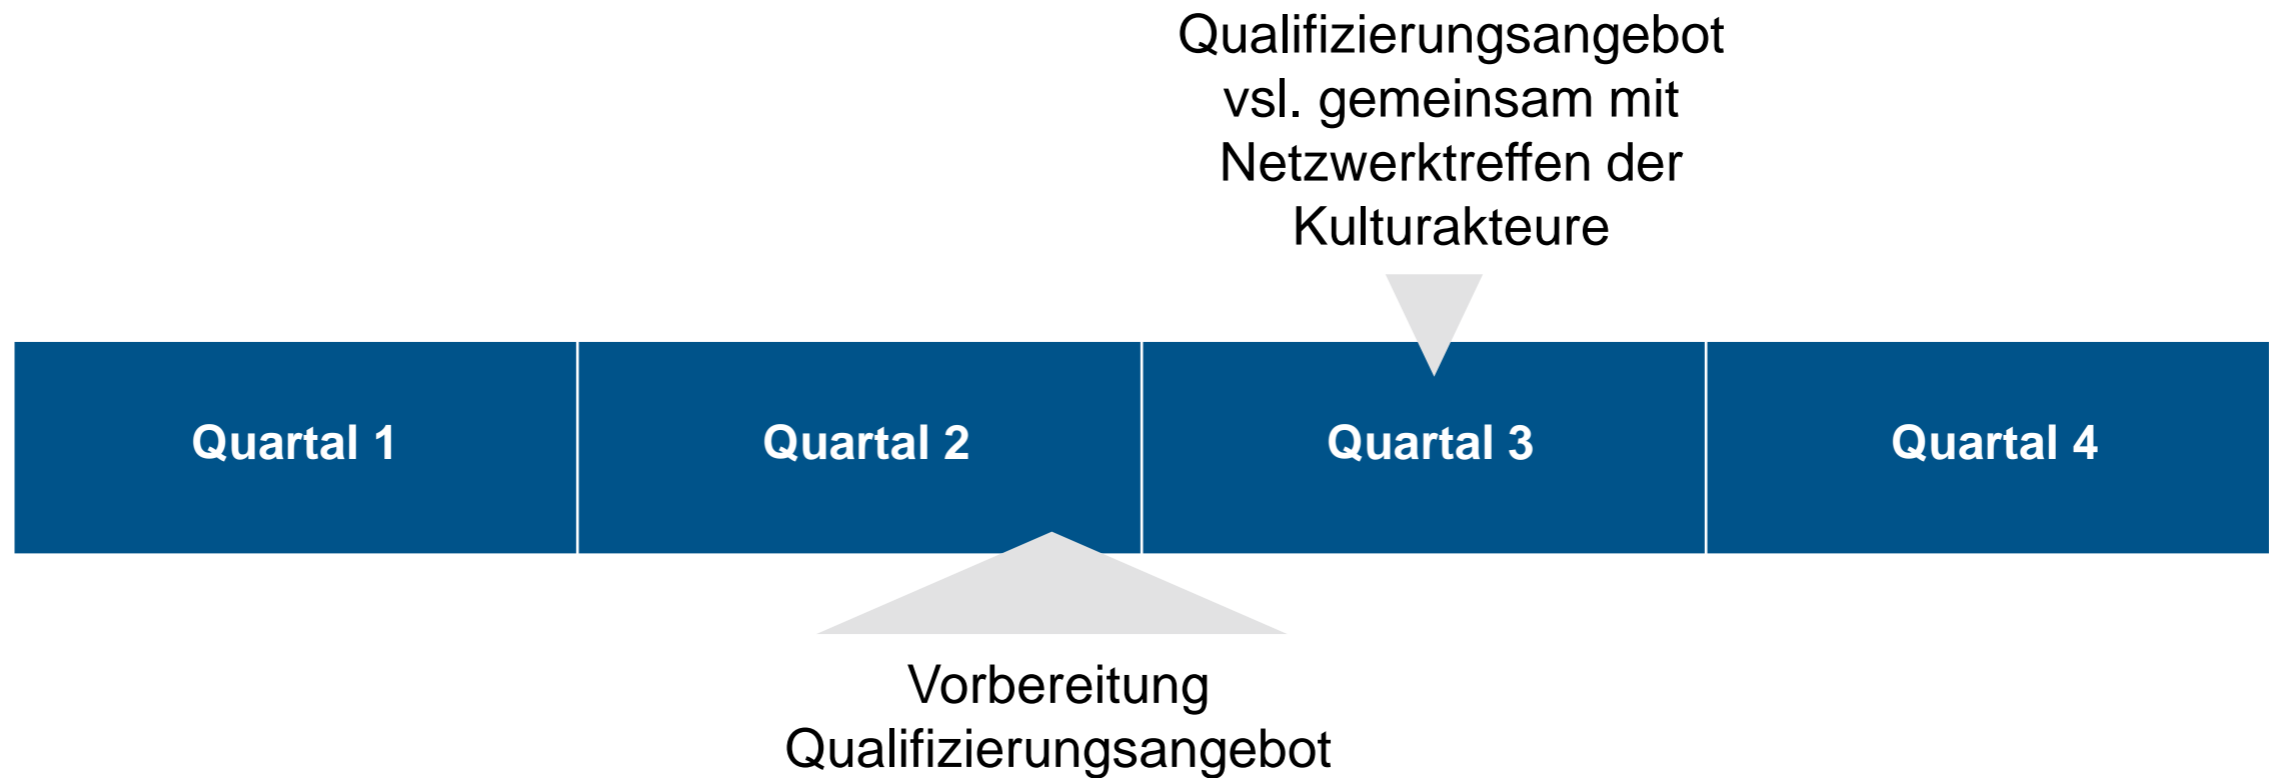 Qualifizierungsangebot
vsl. gemeinsam mit
Netzwerktreffen der
Kulturakteure
Quartal 1
Quartal 2
Quartal 3
Quartal 4
Vorbereitung
Qualifizierungsangebot